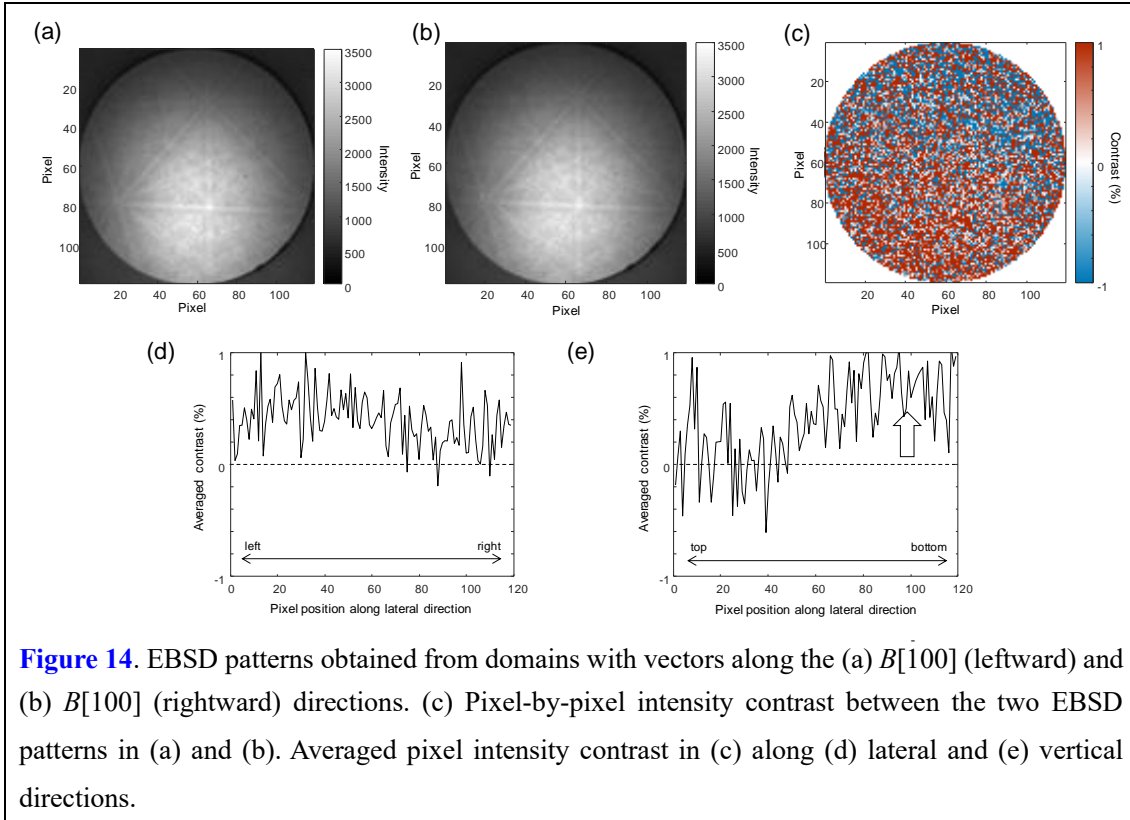 (a)
(b)
(c)
3500
3000
2500
2000
1500
1000
500
0
Intensity
Pixel
20
40
60
80
100
20 40 60 80 100
Pixel
3500
3000
2500
2000
1500
1000
500
0
Intensity
Pixel
20
40
60
80
100
20 40 60 80 100
Pixel
1
0
-1
Contrast (%)
Pixel
20
40
60
80
100
20 40 60 80 100
Pixel
(d)
1
0
-1
Averaged contrast (%)
left right
0 20 40 60 80 100 120
Pixel position along lateral direction
(e)
1
0
-1
Averaged contrast (%)
top bottom
0 20 40 60 80 100 120
Pixel position along lateral direction
Figure 14. EBSD patterns obtained from domains with vectors along the (a) B[1̄00] (leftward) and
(b) B[100] (rightward) directions. (c) Pixel-by-pixel intensity contrast between the two EBSD
patterns in (a) and (b). Averaged pixel intensity contrast in (c) along (d) lateral and (e) vertical
directions.